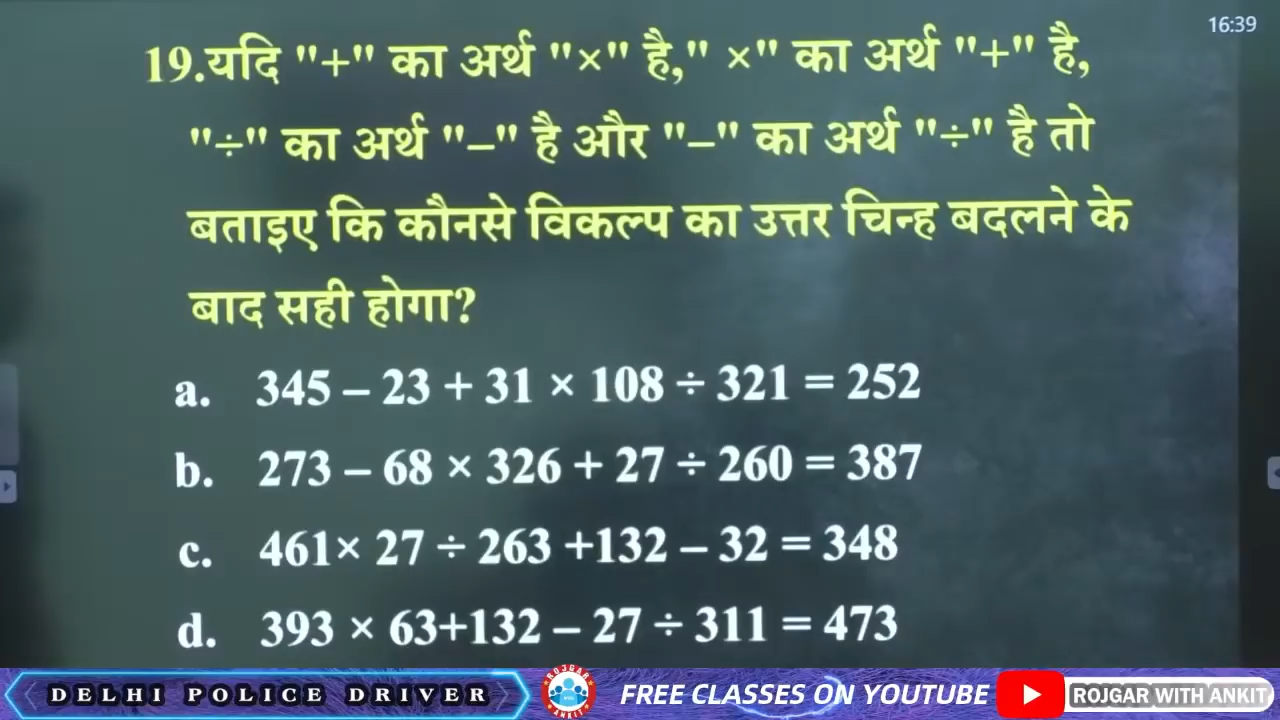 16:39
19.यदि "+" का अर्थ "×" है," ×" का अर्थ "+" है,
"÷" का अर्थ "–" है और "–" का अर्थ "÷" है तो
बताइए कि कौनसे विकल्प का उत्तर चिन्ह बदलने के
बाद सही होगा?
a. 345 – 23 + 31 × 108 ÷ 321 = 252
b. 273 – 68 × 326 + 27 ÷ 260 = 387
c. 461× 27 ÷ 263 +132 – 32 = 348
d. 393 × 63+132 – 27 ÷ 311 = 473
DELHI POLICE DRIVER
ROJGAR
ANKIT
FREE CLASSES ON YOUTUBE
ROJGAR WITH ANKIT